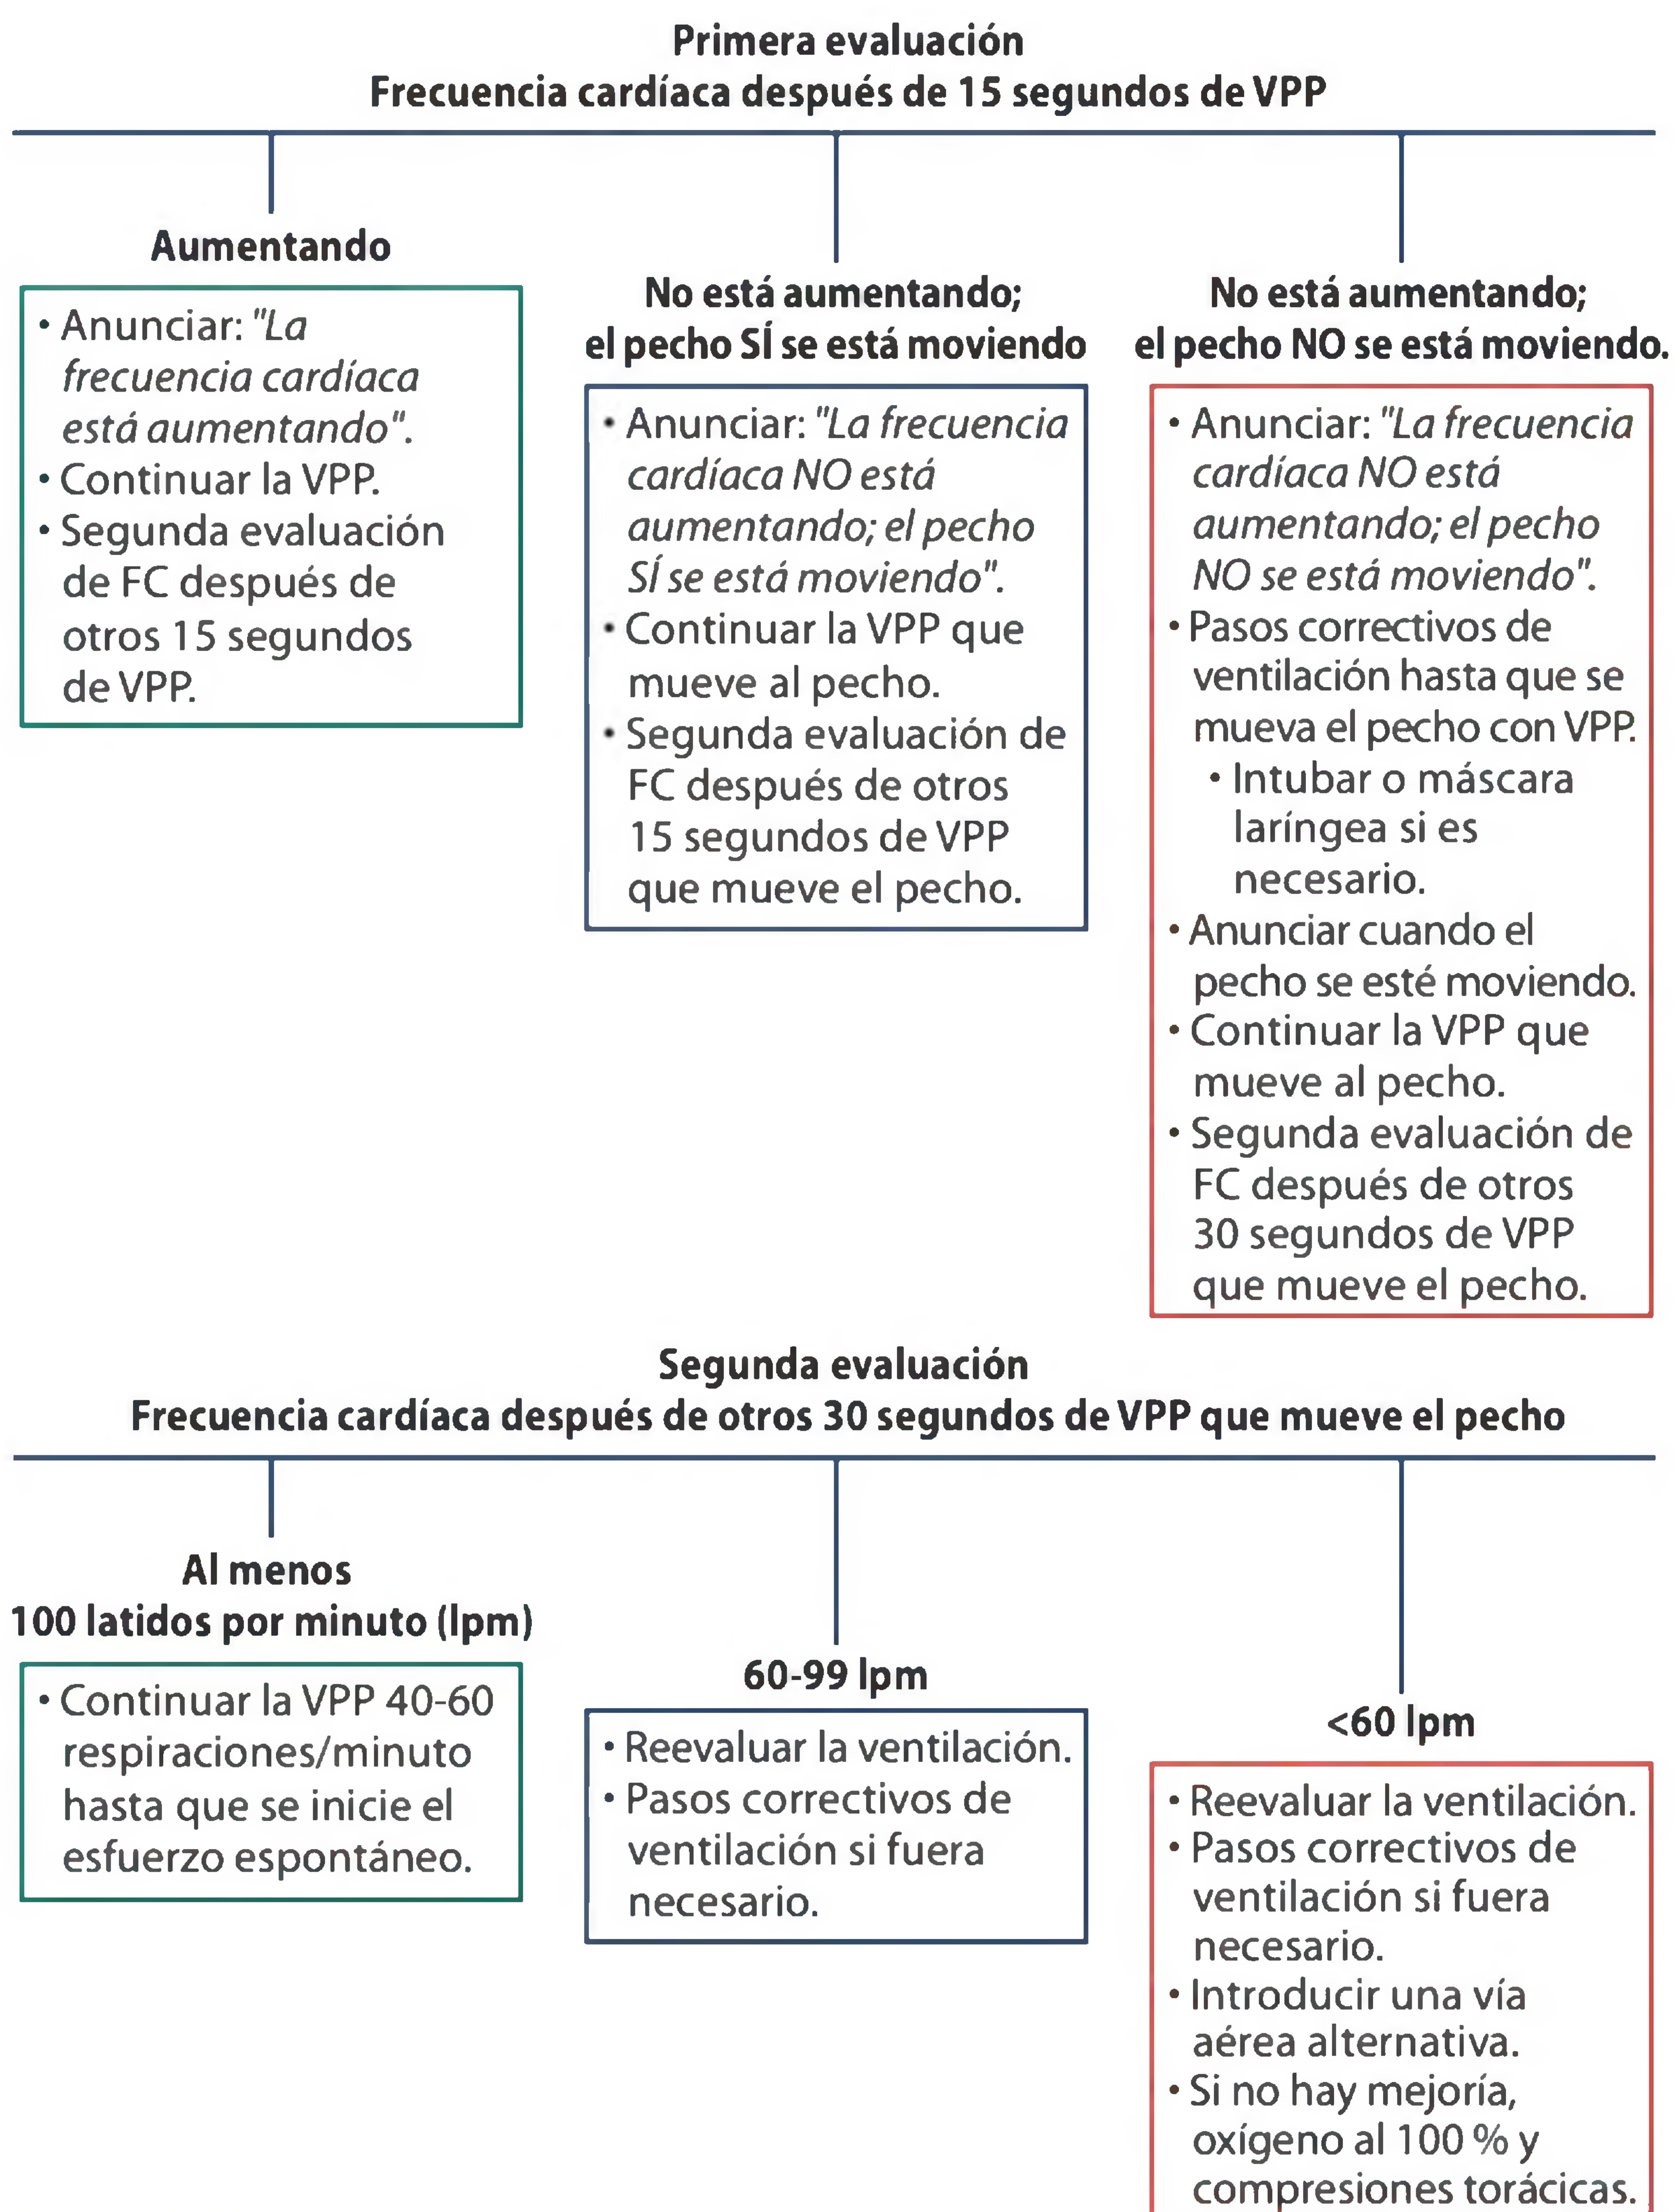 Primera evaluación
Frecuencia cardíaca después de 15 segundos de VPP
Aumentando
• Anunciar: "La
frecuencia cardíaca
está aumentando".
• Continuar la VPP.
• Segunda evaluación
de FC después de
otros 15 segundos
de VPP.
No está aumentando;
el pecho SÍ se está moviendo
• Anunciar: "La frecuencia
cardíaca NO está
aumentando; el pecho
SÍ se está moviendo".
• Continuar la VPP que
mueve al pecho.
• Segunda evaluación de
FC después de otros
15 segundos de VPP
que mueve el pecho.
No está aumentando;
el pecho NO se está moviendo.
• Anunciar: "La frecuencia
cardíaca NO está
aumentando; el pecho
NO se está moviendo".
• Pasos correctivos de
ventilación hasta que se
mueva el pecho con VPP.
• Intubar o máscara
laríngea si es
necesario.
• Anunciar cuando el
pecho se esté moviendo.
• Continuar la VPP que
mueve al pecho.
• Segunda evaluación de
FC después de otros
30 segundos de VPP
que mueve el pecho.
Segunda evaluación
Frecuencia cardíaca después de otros 30 segundos de VPP que mueve el pecho
Al menos
100 latidos por minuto (lpm)
• Continuar la VPP 40-60
respiraciones/minuto
hasta que se inicie el
esfuerzo espontáneo.
60-99 lpm
• Reevaluar la ventilación.
• Pasos correctivos de
ventilación si fuera
necesario.
<60 lpm
• Reevaluar la ventilación.
• Pasos correctivos de
ventilación si fuera
necesario.
• Introducir una vía
aérea alternativa.
• Si no hay mejoría,
oxígeno al 100 % y
compresiones torácicas.